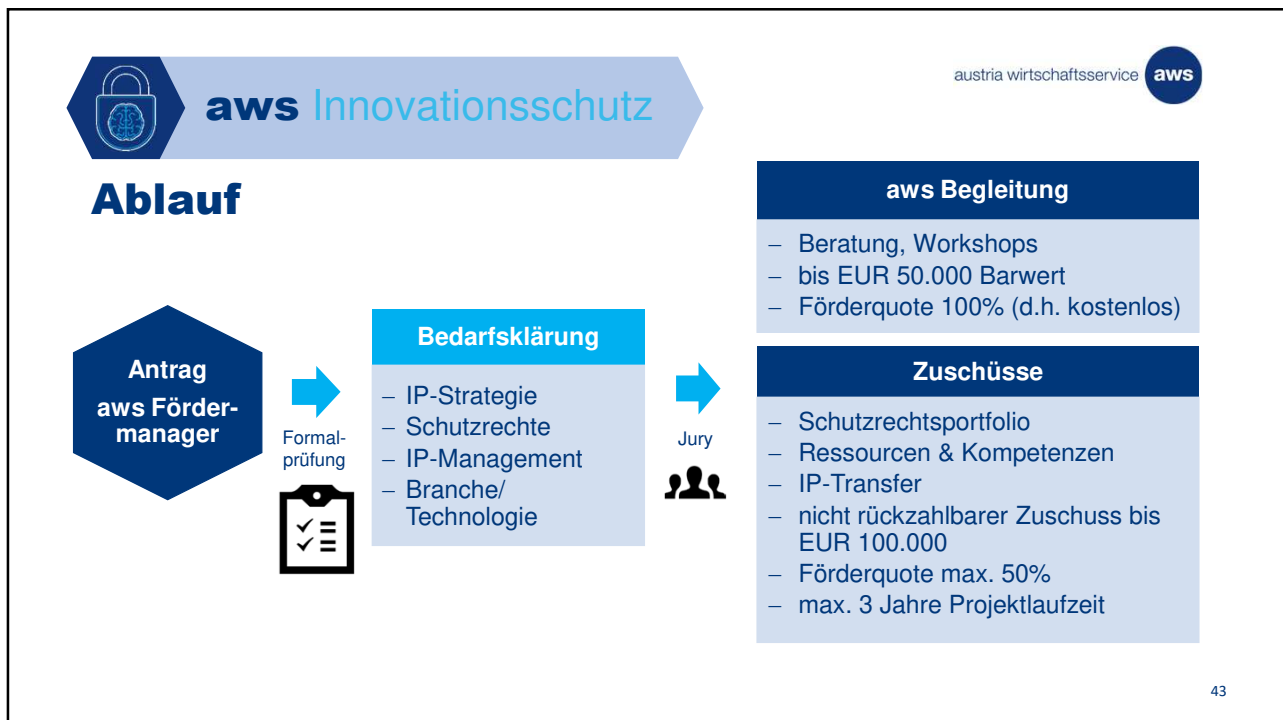 aws Innovationsschutz
austria wirtschaftsservice aws
Ablauf
Antrag
aws Förder-
manager
Formal-
prüfung
Bedarfsklärung
– IP-Strategie
– Schutzrechte
– IP-Management
– Branche/
Technologie
Jury
aws Begleitung
– Beratung, Workshops
– bis EUR 50.000 Barwert
– Förderquote 100% (d.h. kostenlos)
Zuschüsse
– Schutzrechtsportfolio
– Ressourcen & Kompetenzen
– IP-Transfer
– nicht rückzahlbarer Zuschuss bis
EUR 100.000
– Förderquote max. 50%
– max. 3 Jahre Projektlaufzeit
43